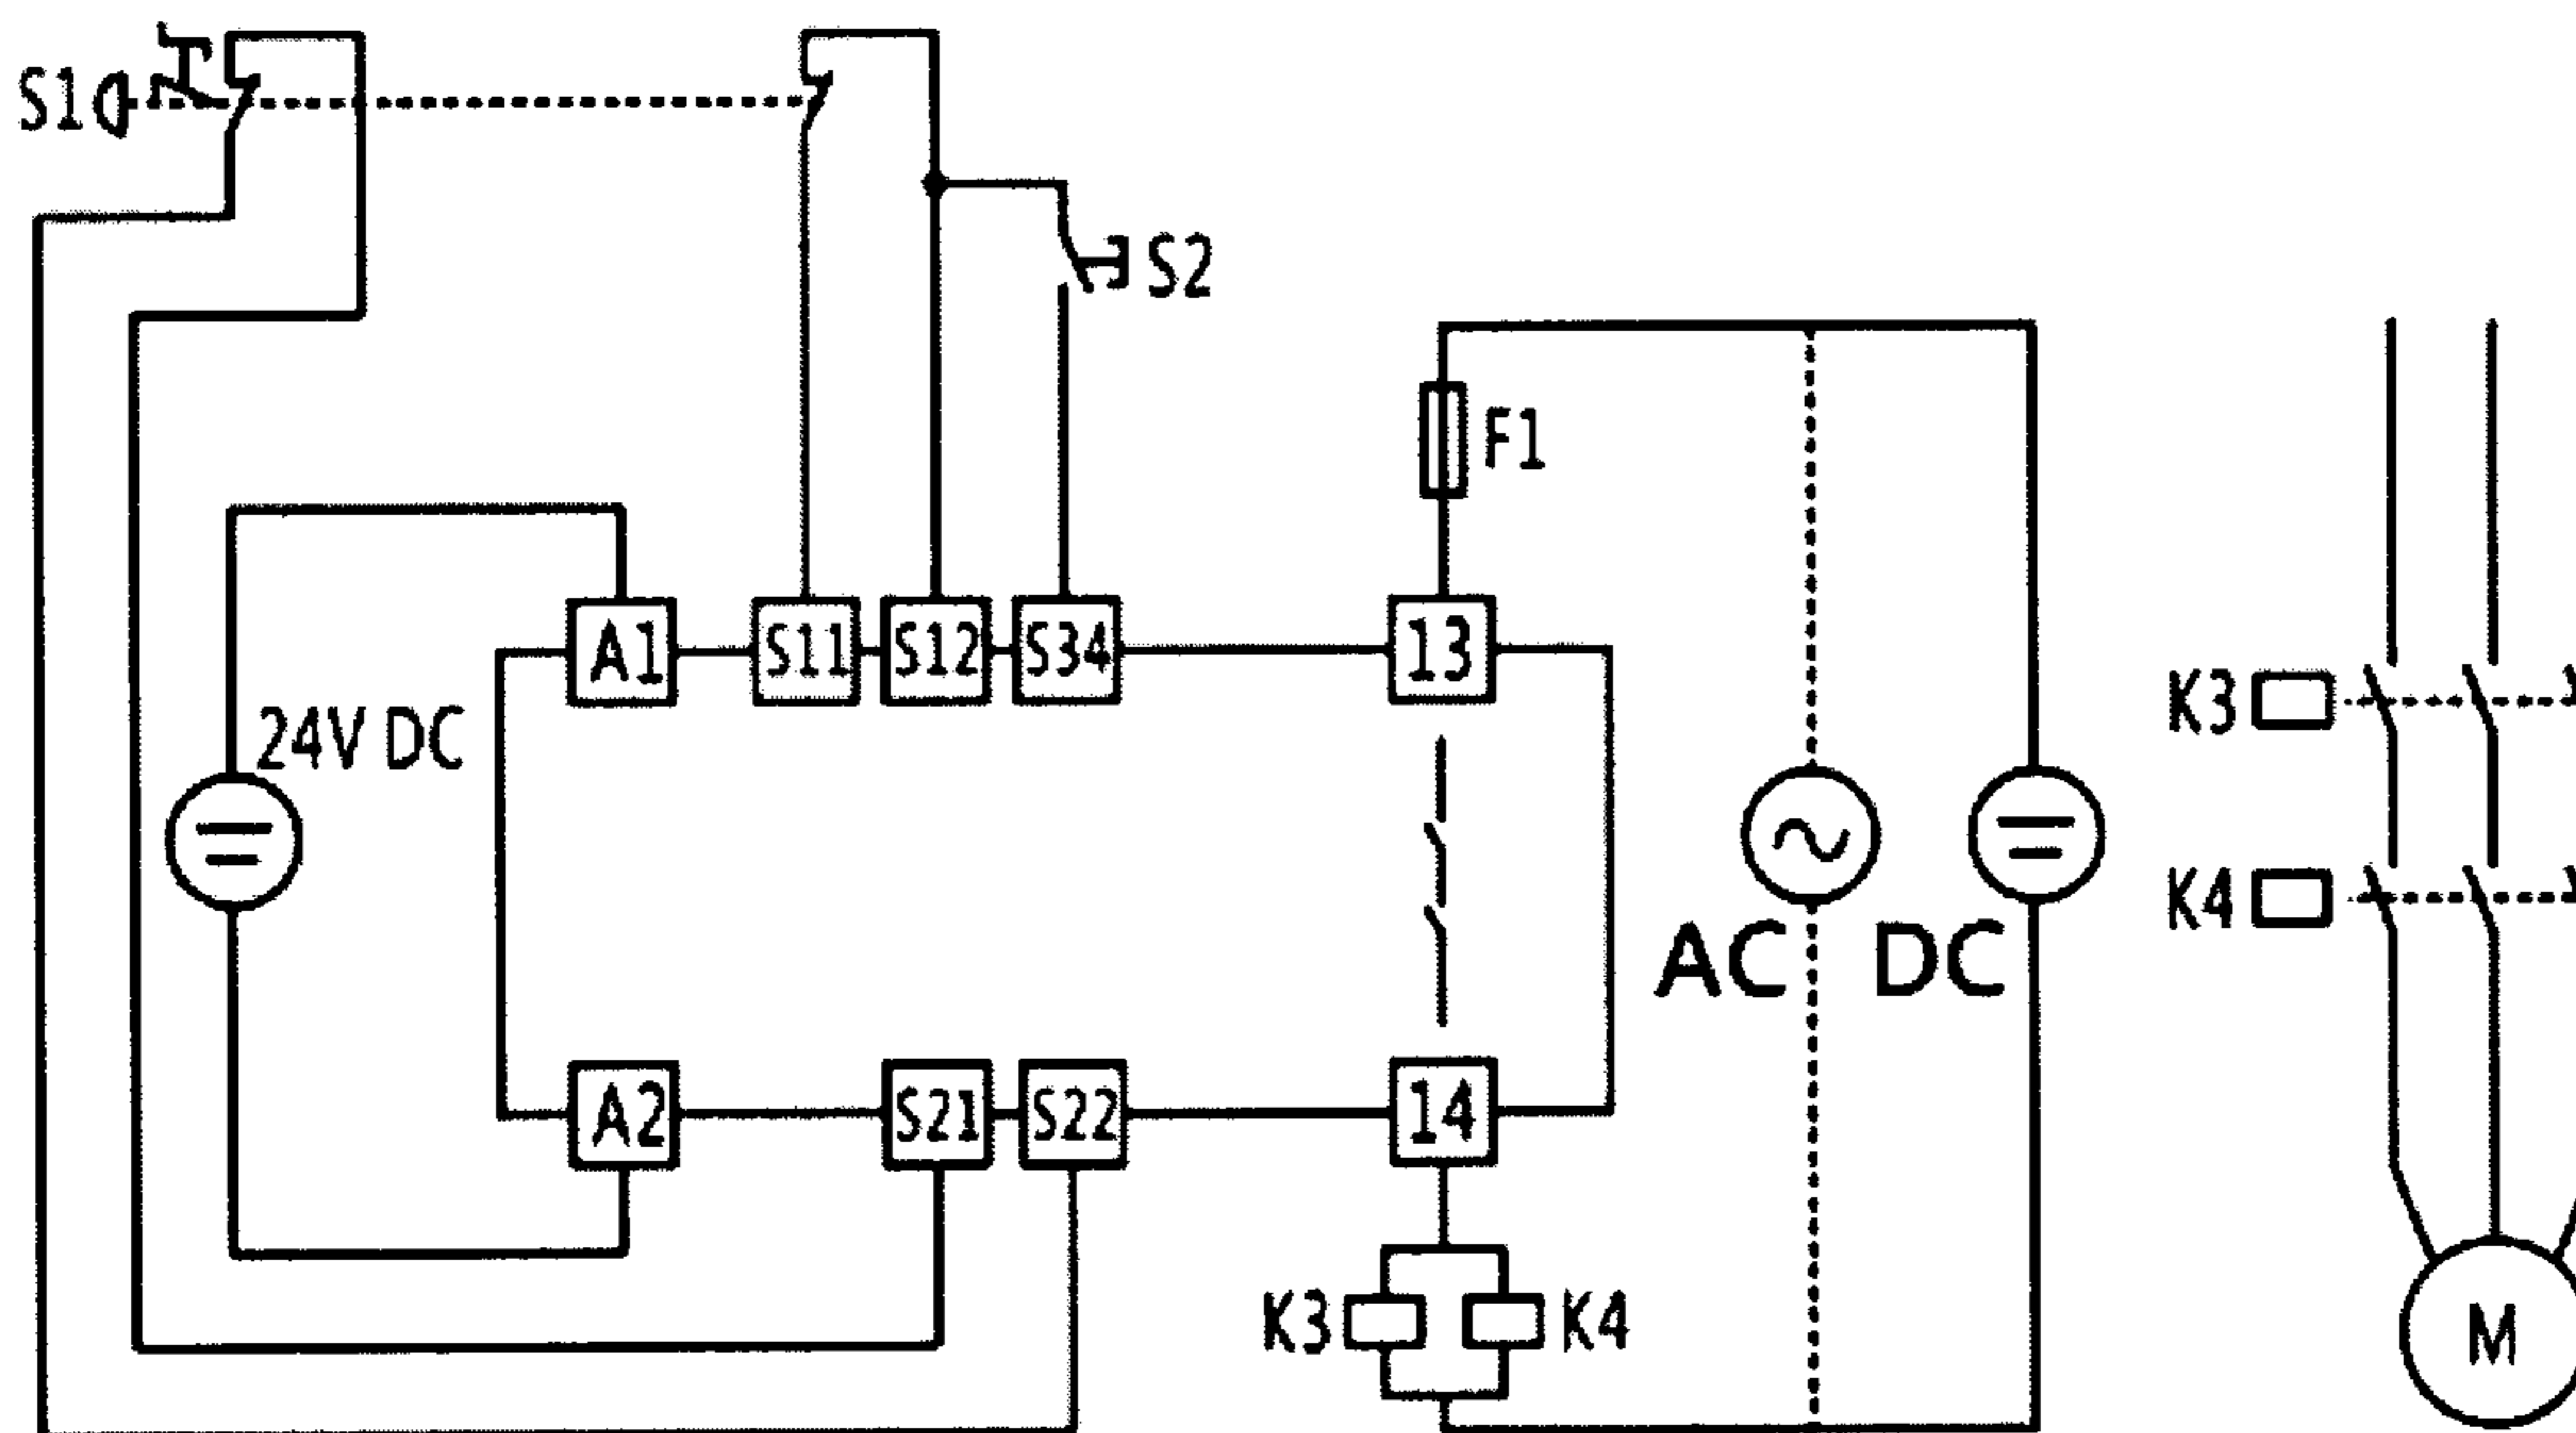 S1
S2
F1
A1 S11 S12 S34 13
24V DC
K3
K4
AC DC
A2 S21 S22 14
K3 K4
M